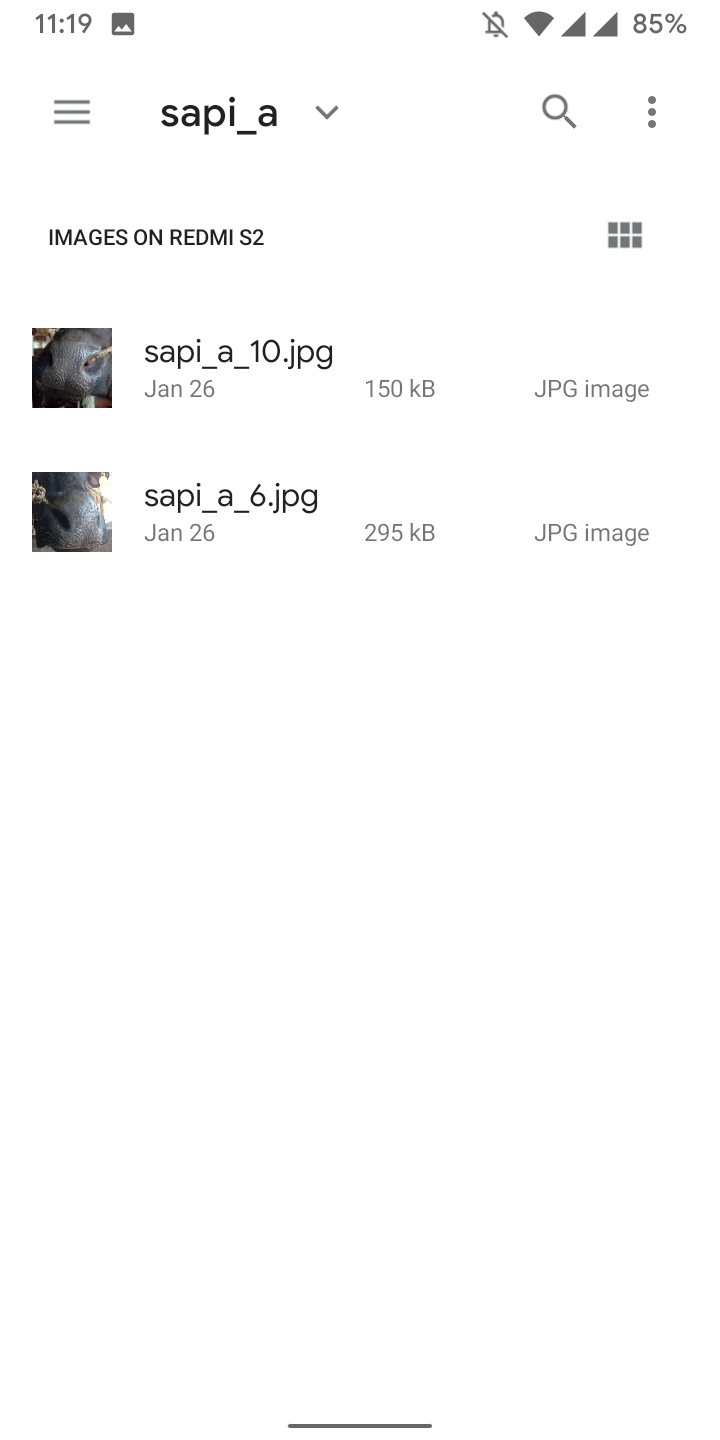 11:19 85%
sapi_a
IMAGES ON REDMI S2
sapi_a_10.jpg
Jan 26 150 kB JPG image
sapi_a_6.jpg
Jan 26 295 kB JPG image